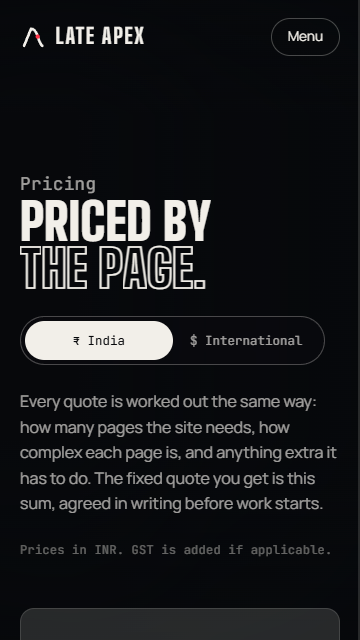 LATE APEX
Menu
Pricing
PRICED BY
THE PAGE.
₹ India
$ International
Every quote is worked out the same way:
how many pages the site needs, how
complex each page is, and anything extra it
has to do. The fixed quote you get is this
sum, agreed in writing before work starts.
Prices in INR. GST is added if applicable.